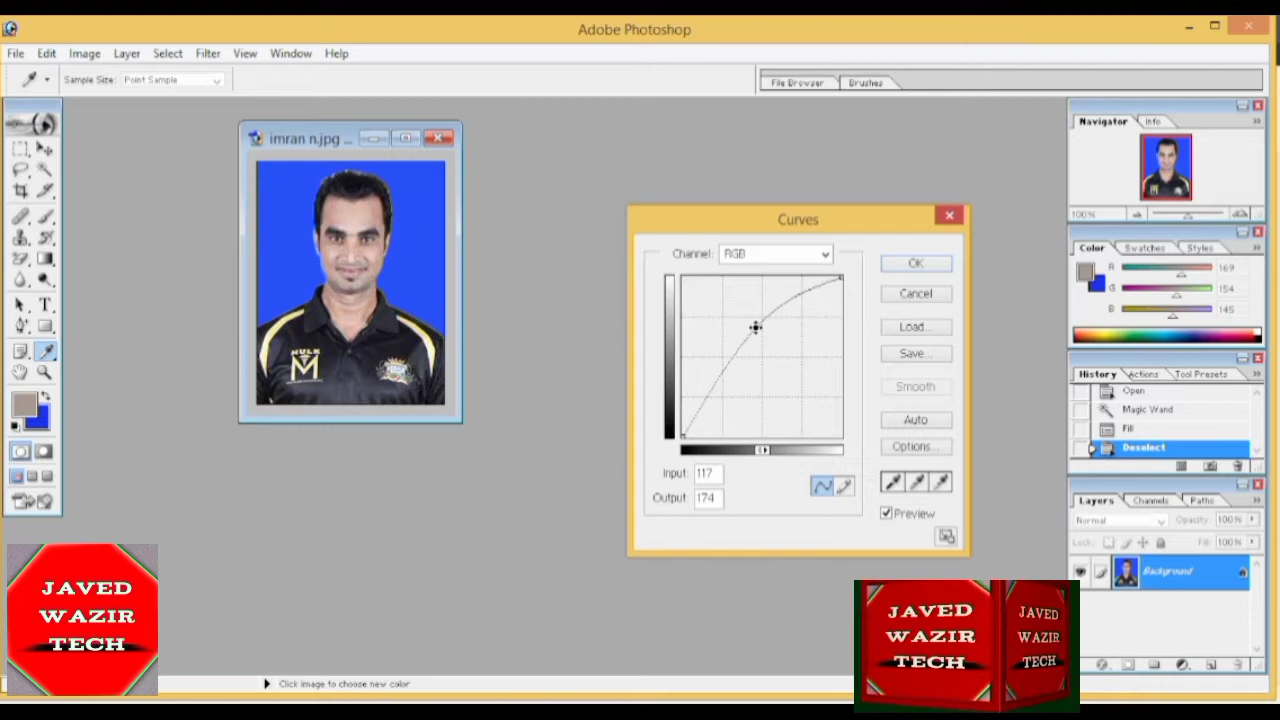 Adobe Photoshop
File Edit Image Layer Select Filter View Window Help
Sample Size: Point Sample
File Browser Brushes
imran n.jpg ...
Navigator Info
100%
Curves
Channel: RGB
OK
Cancel
Load...
Save...
Smooth
Auto
Options...
Input: 117
Output: 174
Preview
Color Swatches Styles
R 169
G 154
B 145
History Actions Tool Presets
Open
Magic Wand
Fill
Deselect
Layers Channels Paths
Normal Opacity: 100%
Lock: Fill: 100%
Background
HULK
M
JAVED
WAZIR
TECH
JAVED
WAZIR
TECH
JAVED
WAZIR
TECH
Click image to choose new color